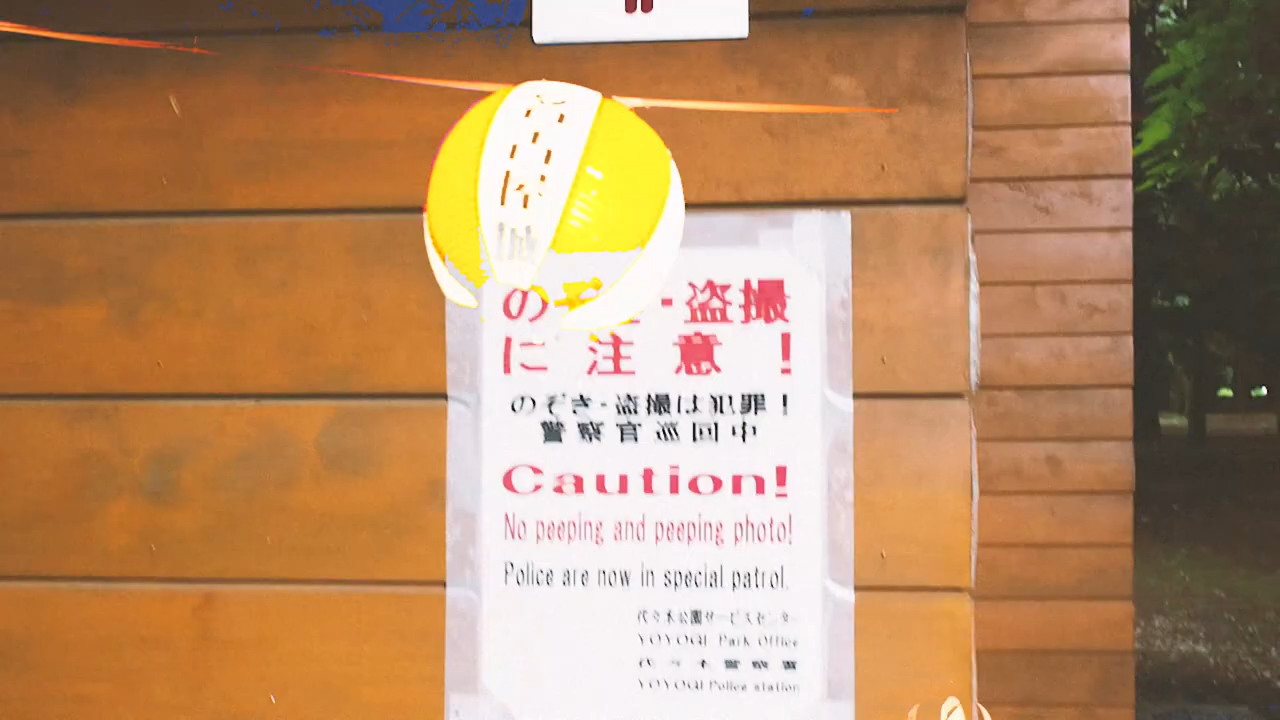 の・盗撮
に注意！
のぞき・盗撮は犯罪！
警察官巡回中
Caution!
No peeping and peeping photo!
Police are now in special patrol.
代々木公園サービスセンター
YOYOGI Park Office
代々木警察署
YOYOGI Police station